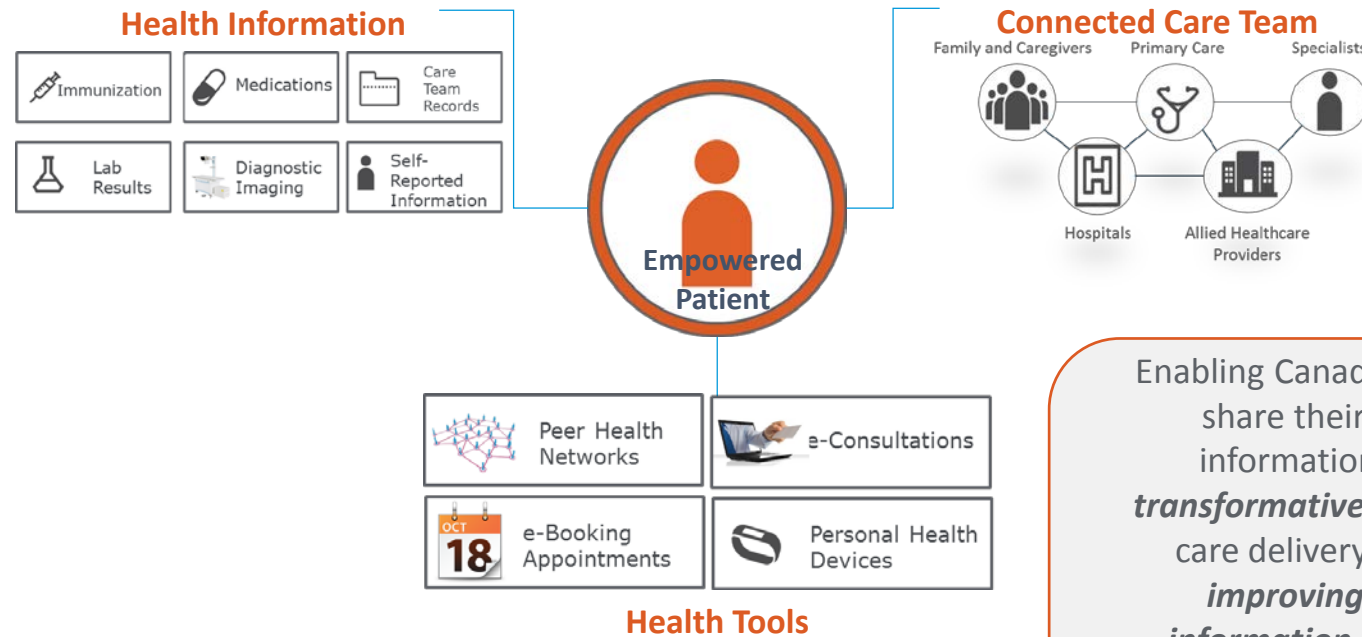 Health Information
Immunization
Medications
Care
Team
Records
Lab
Results
Diagnostic
Imaging
Self-
Reported
Information
Connected Care Team
Family and Caregivers
Primary Care
Specialists
Hospitals
Allied Healthcare
Providers
Empowered
Patient
Peer Health
Networks
e-Consultations
OCT
18
e-Booking
Appointments
Personal Health
Devices
Health Tools
Enabling
share their
information
transformative
care delivery
improving
information